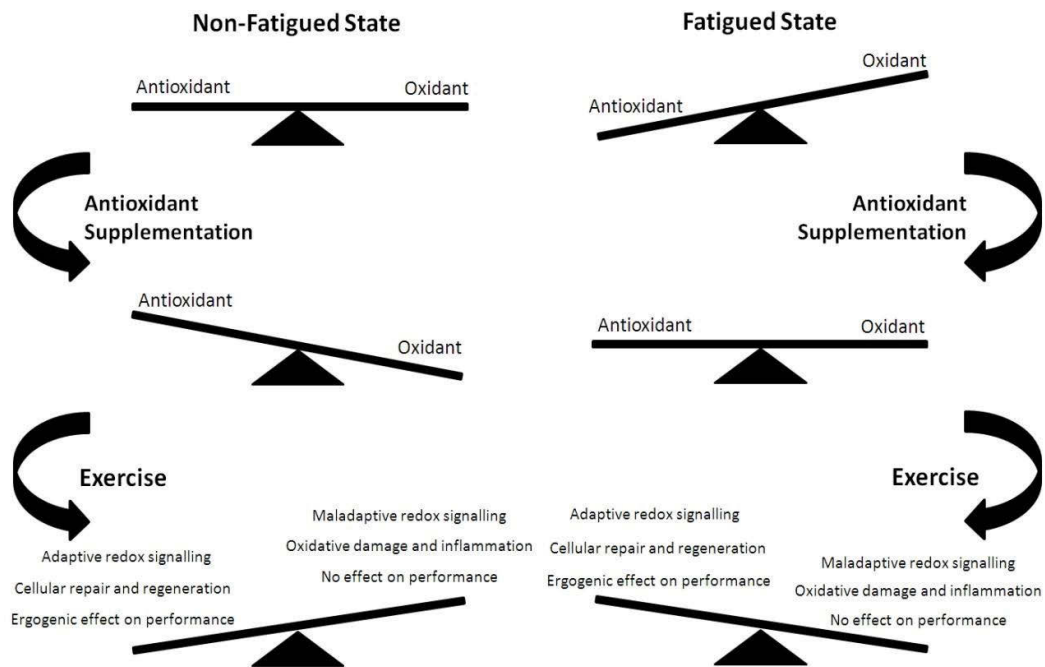 Non-Fatigued State
Fatigued State
Antioxidant
Oxidant
Antioxidant
Oxidant
Antioxidant
Supplementation
Antioxidant
Supplementation
Antioxidant
Oxidant
Antioxidant
Oxidant
Exercise
Exercise
Adaptive redox signalling
Cellular repair and regeneration
Ergogenic effect on performance
Maladaptive redox signalling
Oxidative damage and inflammation
No effect on performance
Adaptive redox signalling
Cellular repair and regeneration
Ergogenic effect on performance
Maladaptive redox signalling
Oxidative damage and inflammation
No effect on performance